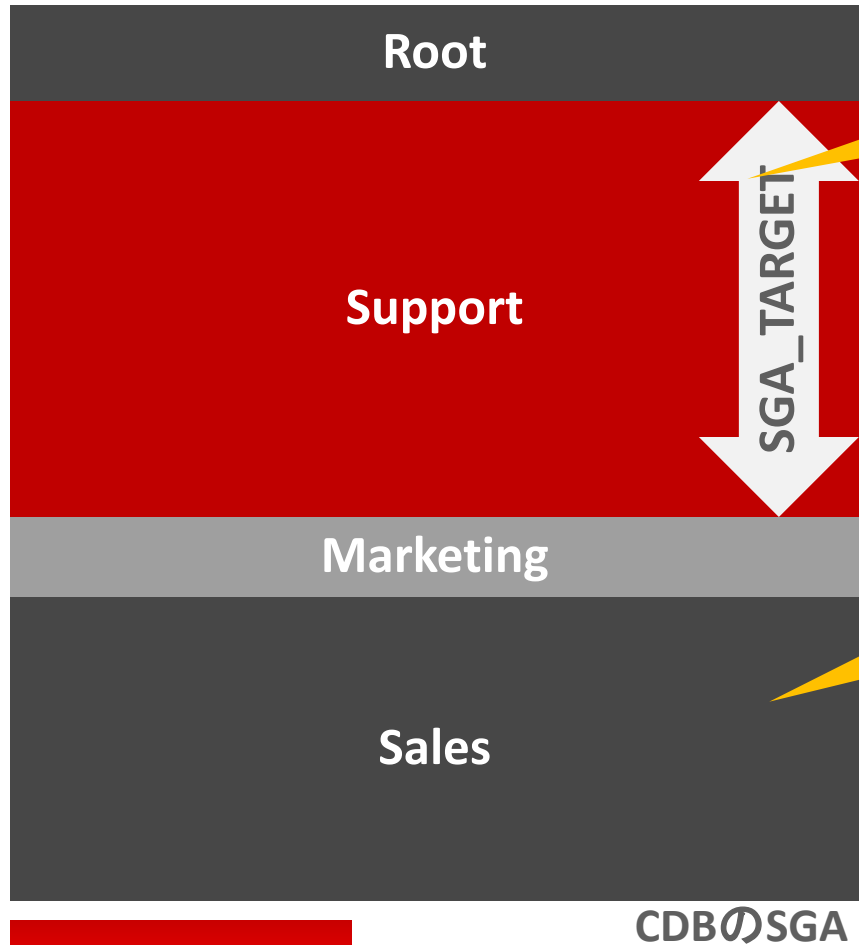 Root
SGA_TARGET
Support
Marketing
Sales
CDBのSGA